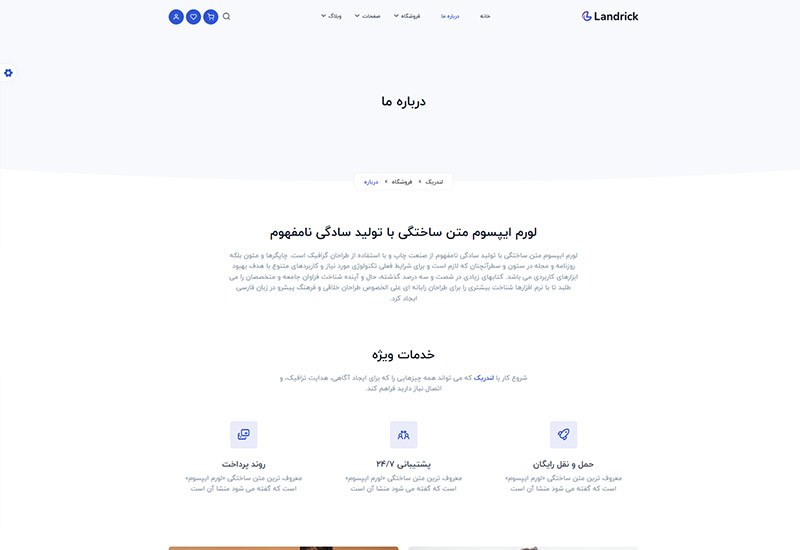 Landrick
خانه
درباره ما
فروشگاه
صفحات
وبلاگ
درباره ما
لندریک
فروشگاه
درباره
لورم ایپسوم متن ساختگی با تولید سادگی نامفهوم
لورم ایپسوم متن ساختگی با تولید سادگی نامفهوم از صنعت چاپ و با استفاده از طراحان گرافیک است. چاپگرها و متون بلکه
روزنامه و مجله در ستون و سطرآنچنان که لازم است و برای شرایط فعلی تکنولوژی مورد نیاز و کاربردهای متنوع با هدف بهبود
ابزارهای کاربردی می باشد. کتابهای زیادی در شصت و سه درصد گذشته، حال و آینده شناخت فراوان جامعه و متخصصان را می
طلبد تا با نرم افزارها شناخت بیشتری را برای طراحان رایانه ای علی الخصوص طراحان خلاقی و فرهنگ پیشرو در زبان فارسی
ایجاد کرد.
خدمات ویژه
شروع کار با لندریک که می تواند همه چیزهایی را که برای ایجاد آگاهی، هدایت ترافیک، و
اتصال نیاز دارید فراهم کند.
حمل و نقل رایگان
معروف ترین متن ساختگی «لورم ایپسوم»
است که گفته می شود منشا آن است
پشتیبانی ۲۴/۷
معروف ترین متن ساختگی «لورم ایپسوم»
است که گفته می شود منشا آن است
روند پرداخت
معروف ترین متن ساختگی «لورم ایپسوم»
است که گفته می شود منشا آن است